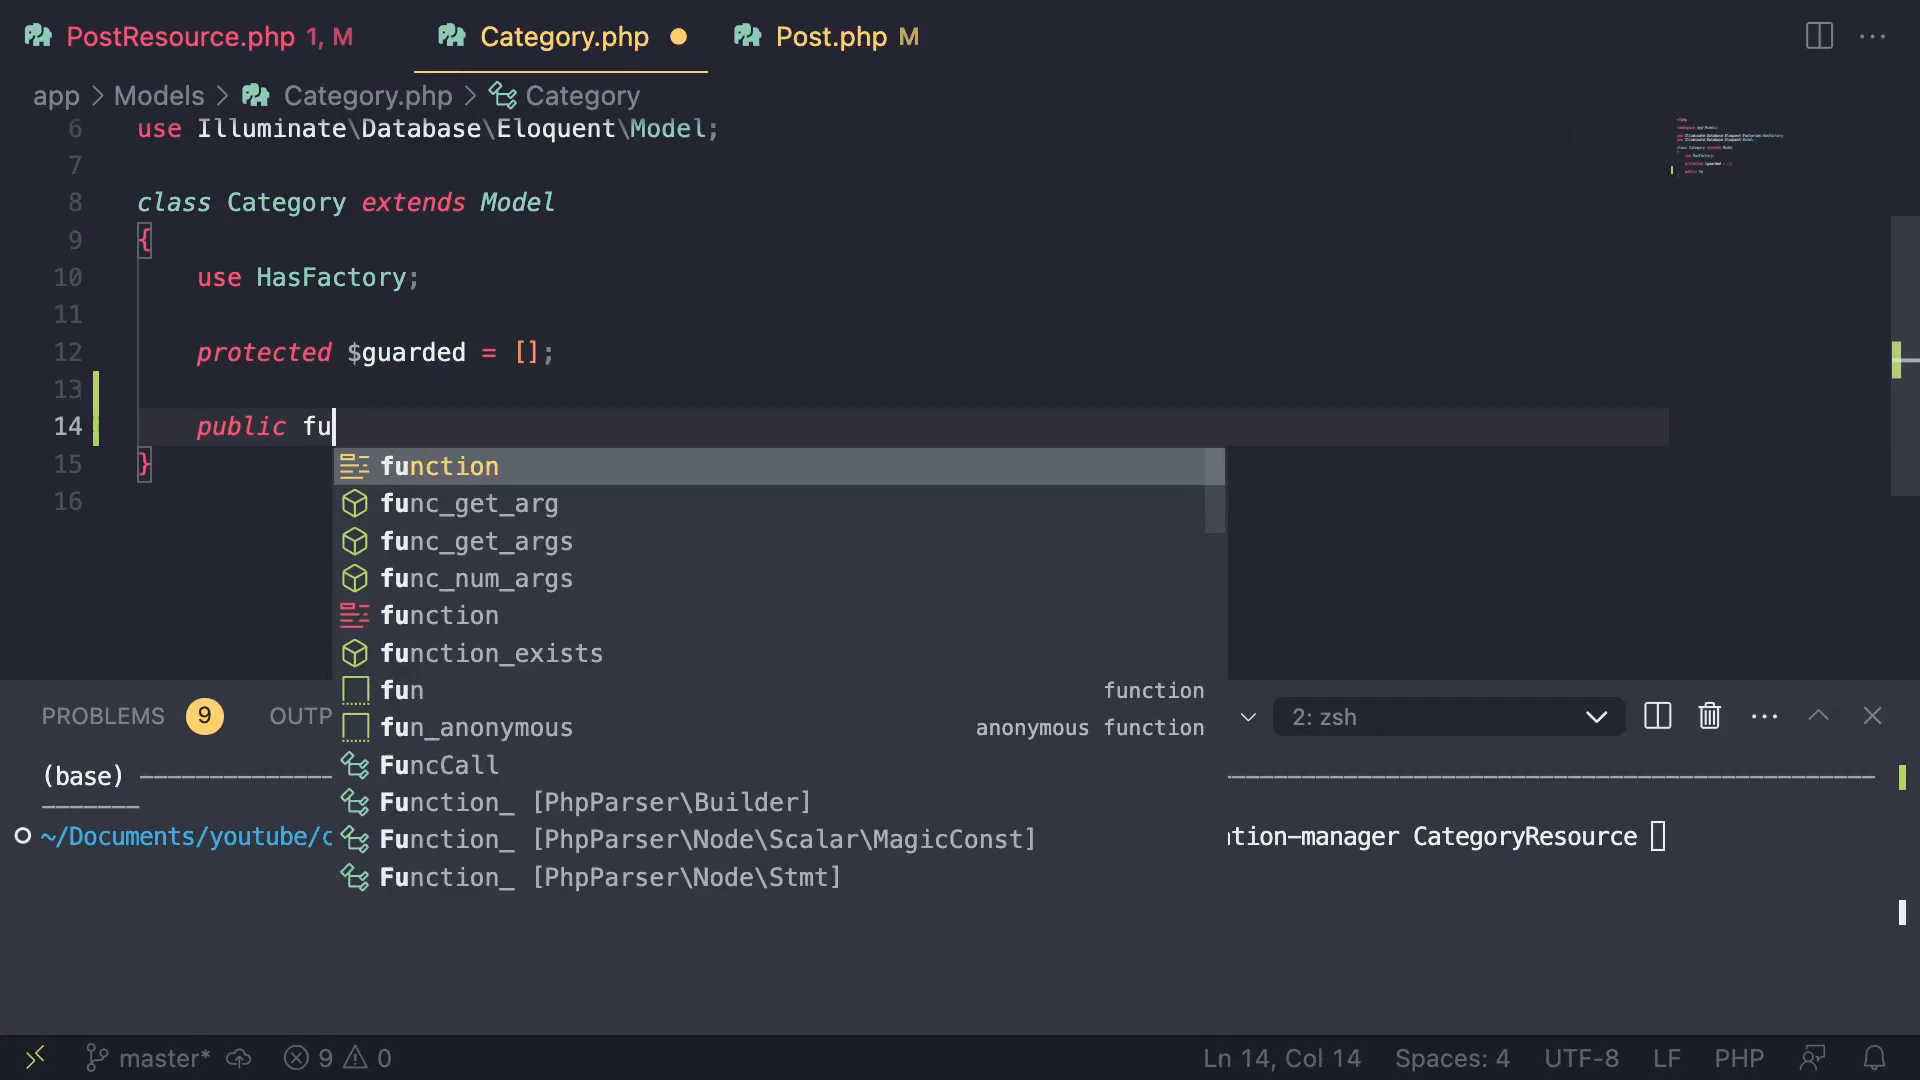 PostResource.php 1, M
Category.php
Post.php M
app > Models > Category.php > Category
6 use Illuminate\Database\Eloquent\Model;
7
8 class Category extends Model
9 {
10 use HasFactory;
11
12 protected $guarded = [];
13
14 public fu
15 }
16
function
func_get_arg
func_get_args
func_num_args
function
function_exists
fun function
fun_anonymous anonymous function
FuncCall
Function_ [PhpParser\Builder]
Function_ [PhpParser\Node\Scalar\MagicConst]
Function_ [PhpParser\Node\Stmt]
PROBLEMS 9 OUTP
2: zsh
(base)
~/Documents/youtube/c
tion-manager CategoryResource
master* 9 0
Ln 14, Col 14 Spaces: 4 UTF-8 LF PHP